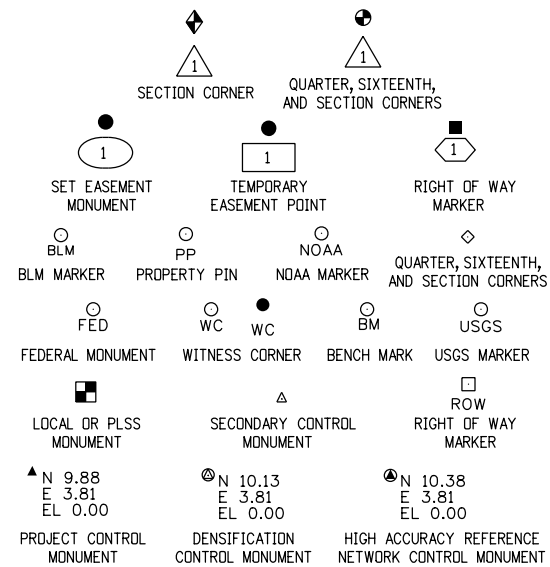 1
1
SECTION CORNER
QUARTER, SIXTEENTH,
AND SECTION CORNERS
1
1
1
SET EASEMENT
MONUMENT
TEMPORARY
EASEMENT POINT
RIGHT OF WAY
MARKER
BLM
PP
NOAA
BLM MARKER
PROPERTY PIN
NOAA MARKER
QUARTER, SIXTEENTH,
AND SECTION CORNERS
FED
WC
WC
BM
USGS
FEDERAL MONUMENT
WITNESS CORNER
BENCH MARK
USGS MARKER
ROW
LOCAL OR PLSS
MONUMENT
SECONDARY CONTROL
MONUMENT
RIGHT OF WAY
MARKER
N 9.88
E 3.81
EL 0.00
N 10.13
E 3.81
EL 0.00
N 10.38
E 3.81
EL 0.00
PROJECT CONTROL
MONUMENT
DENSIFICATION
CONTROL MONUMENT
HIGH ACCURACY REFERENCE
NETWORK CONTROL MONUMENT